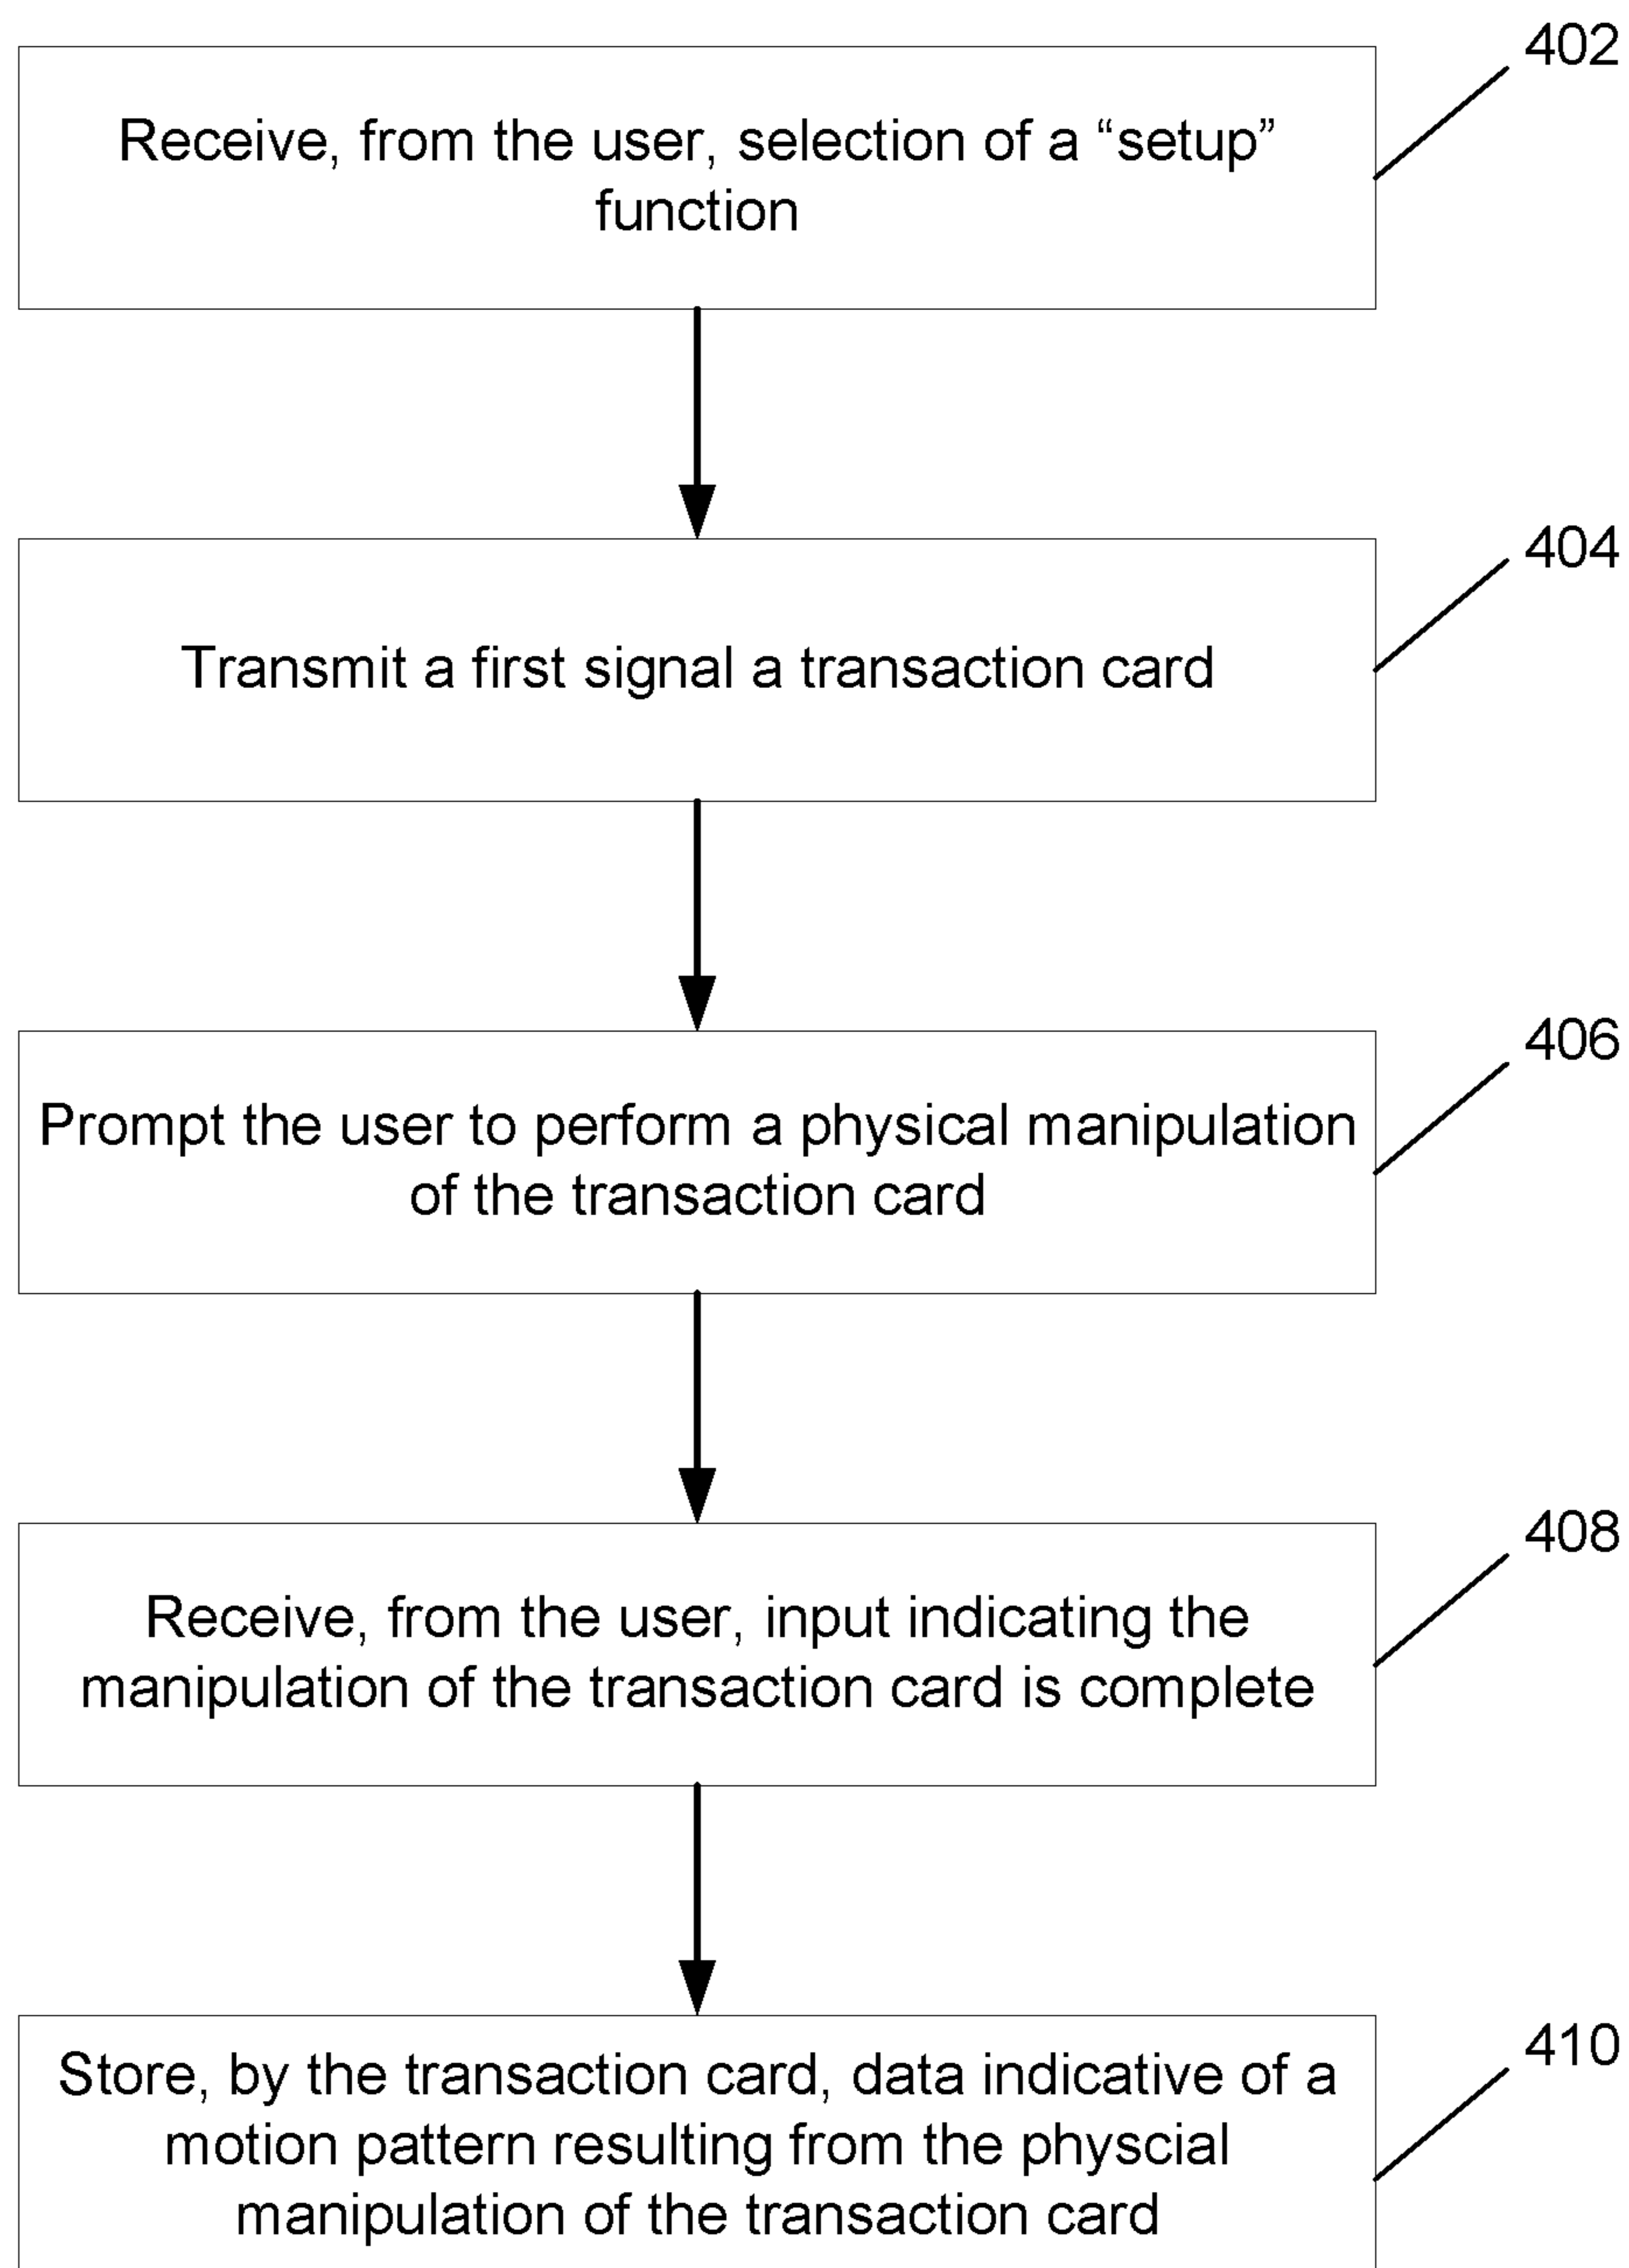 402
Receive, from the user, selection of a “setup”
function
404
Transmit a first signal a transaction card
406
Prompt the user to perform a physical manipulation
of the transaction card
408
Receive, from the user, input indicating the
manipulation of the transaction card is complete
410
Store, by the transaction card, data indicative of a
motion pattern resulting from the physcial
manipulation of the transaction card